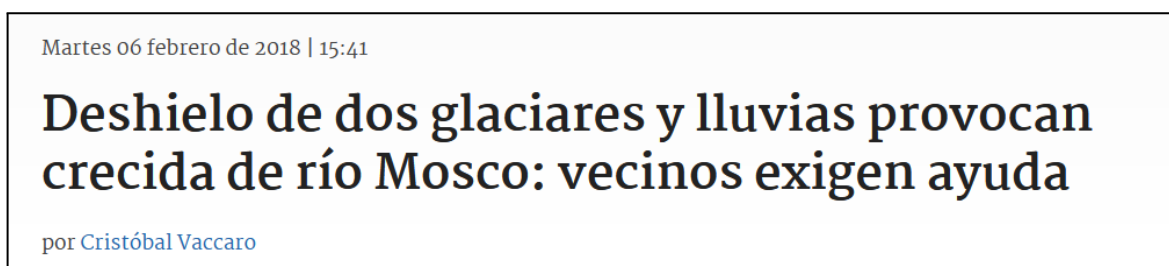 Martes 06 febrero de 2018 | 15:41
Deshielo de dos glaciares y lluvias provocan
crecida de río Mosco: vecinos exigen ayuda
por Cristóbal Vaccaro